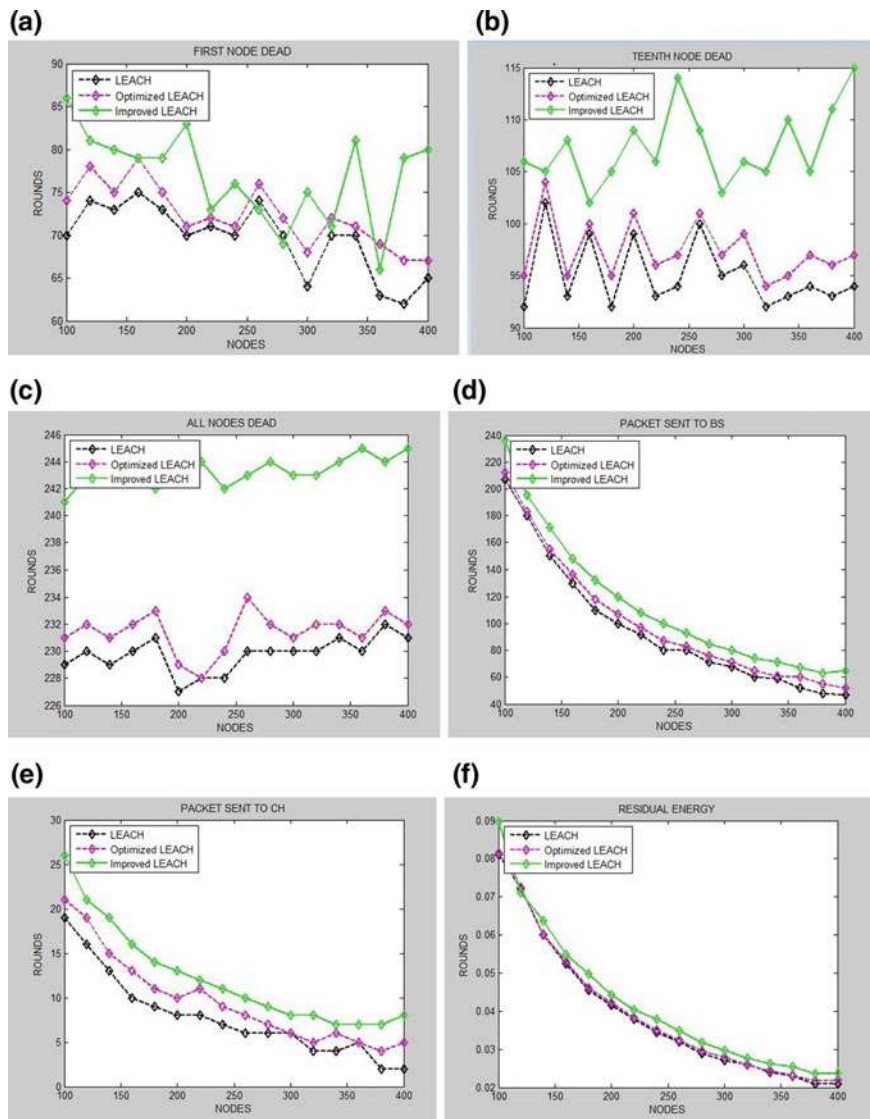 (a)
FIRST NODE DEAD
90
85
80
75
70
65
60
ROUNDS
LEACH
Optimized LEACH
Improved LEACH
100 150 200 250 300 350 400
NODES
(b)
TEENTH NODE DEAD
115
110
105
100
95
90
ROUNDS
LEACH
Optimized LEACH
Improved LEACH
100 150 200 250 300 350 400
NODES
(c)
ALL NODES DEAD
246
244
242
240
238
236
234
232
230
228
226
ROUNDS
LEACH
Optimized LEACH
Improved LEACH
100 150 200 250 300 350 400
NODES
(d)
PACKET SENT TO BS
240
220
200
180
160
140
120
100
80
60
40
ROUNDS
LEACH
Optimized LEACH
Improved LEACH
100 150 200 250 300 350 400
NODES
(e)
PACKET SENT TO CH
30
25
20
15
10
5
0
ROUNDS
LEACH
Optimized LEACH
Improved LEACH
100 150 200 250 300 350 400
NODES
(f)
RESIDUAL ENERGY
0.09
0.08
0.07
0.06
0.05
0.04
0.03
0.02
ROUNDS
LEACH
Optimized LEACH
Improved LEACH
100 150 200 250 300 350 400
NODES